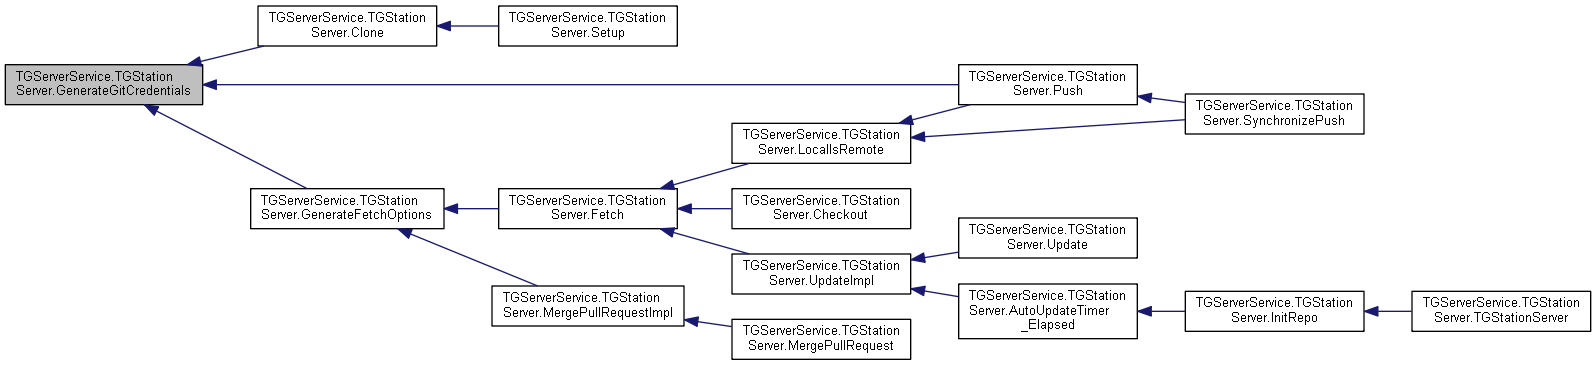 TGServerService.TGStation
Server.GenerateGitCredentials
TGServerService.TGStation
Server.Clone
TGServerService.TGStation
Server.Setup
TGServerService.TGStation
Server.Push
TGServerService.TGStation
Server.SynchronizePush
TGServerService.TGStation
Server.LocalIsRemote
TGServerService.TGStation
Server.GenerateFetchOptions
TGServerService.TGStation
Server.Fetch
TGServerService.TGStation
Server.Checkout
TGServerService.TGStation
Server.Update
TGServerService.TGStation
Server.UpdateImpl
TGServerService.TGStation
Server.MergePullRequestImpl
TGServerService.TGStation
Server.AutoUpdateTimer
_Elapsed
TGServerService.TGStation
Server.InitRepo
TGServerService.TGStation
Server.TGStationServer
TGServerService.TGStation
Server.MergePullRequest